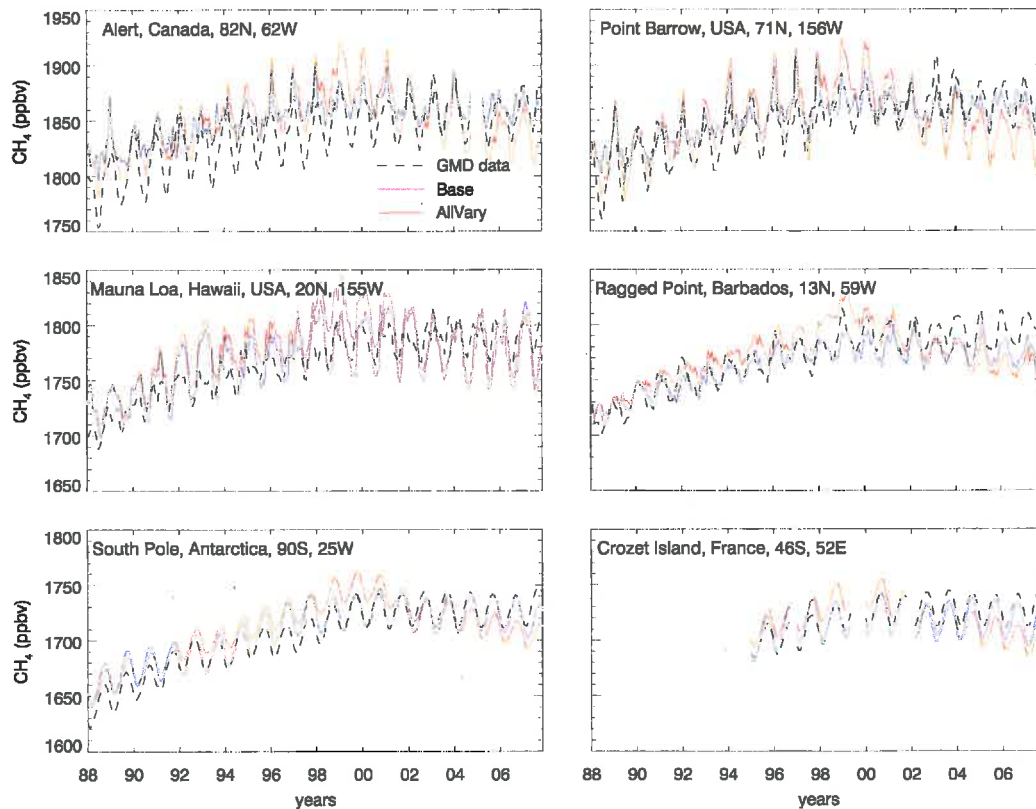 Alert, Canada, 82N, 62W
Point Barrow, USA, 71N, 156W
CH4 (ppbv)
1950
1900
1850
1800
1750
GMD data
Base
AllVary
Mauna Loa, Hawaii, USA, 20N, 155W
Ragged Point, Barbados, 13N, 59W
CH4 (ppbv)
1850
1800
1750
1700
1650
South Pole, Antarctica, 90S, 25W
Crozet Island, France, 46S, 52E
CH4 (ppbv)
1800
1750
1700
1650
1600
88 90 92 94 96 98 00 02 04 06
88 90 92 94 96 98 00 02 04 06
years
years